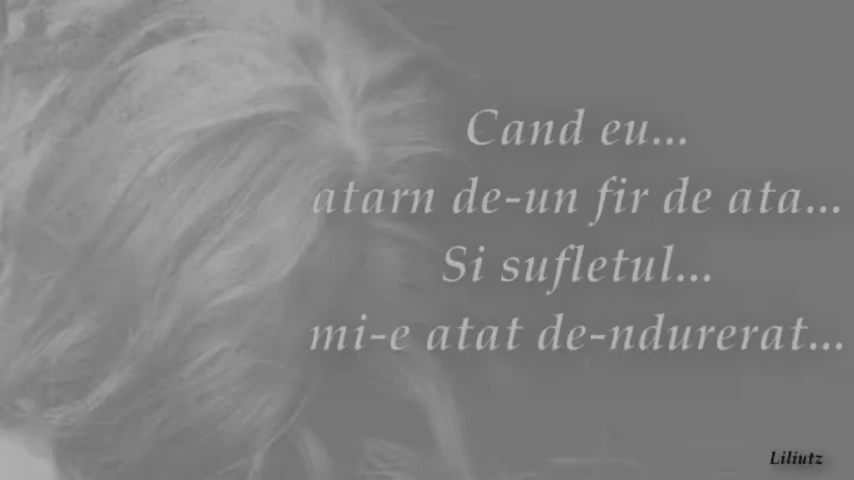 Cand eu...
atarn de-un fir de ata...
Si sufletul...
mi-e atat de-ndurerat...
Liliutz